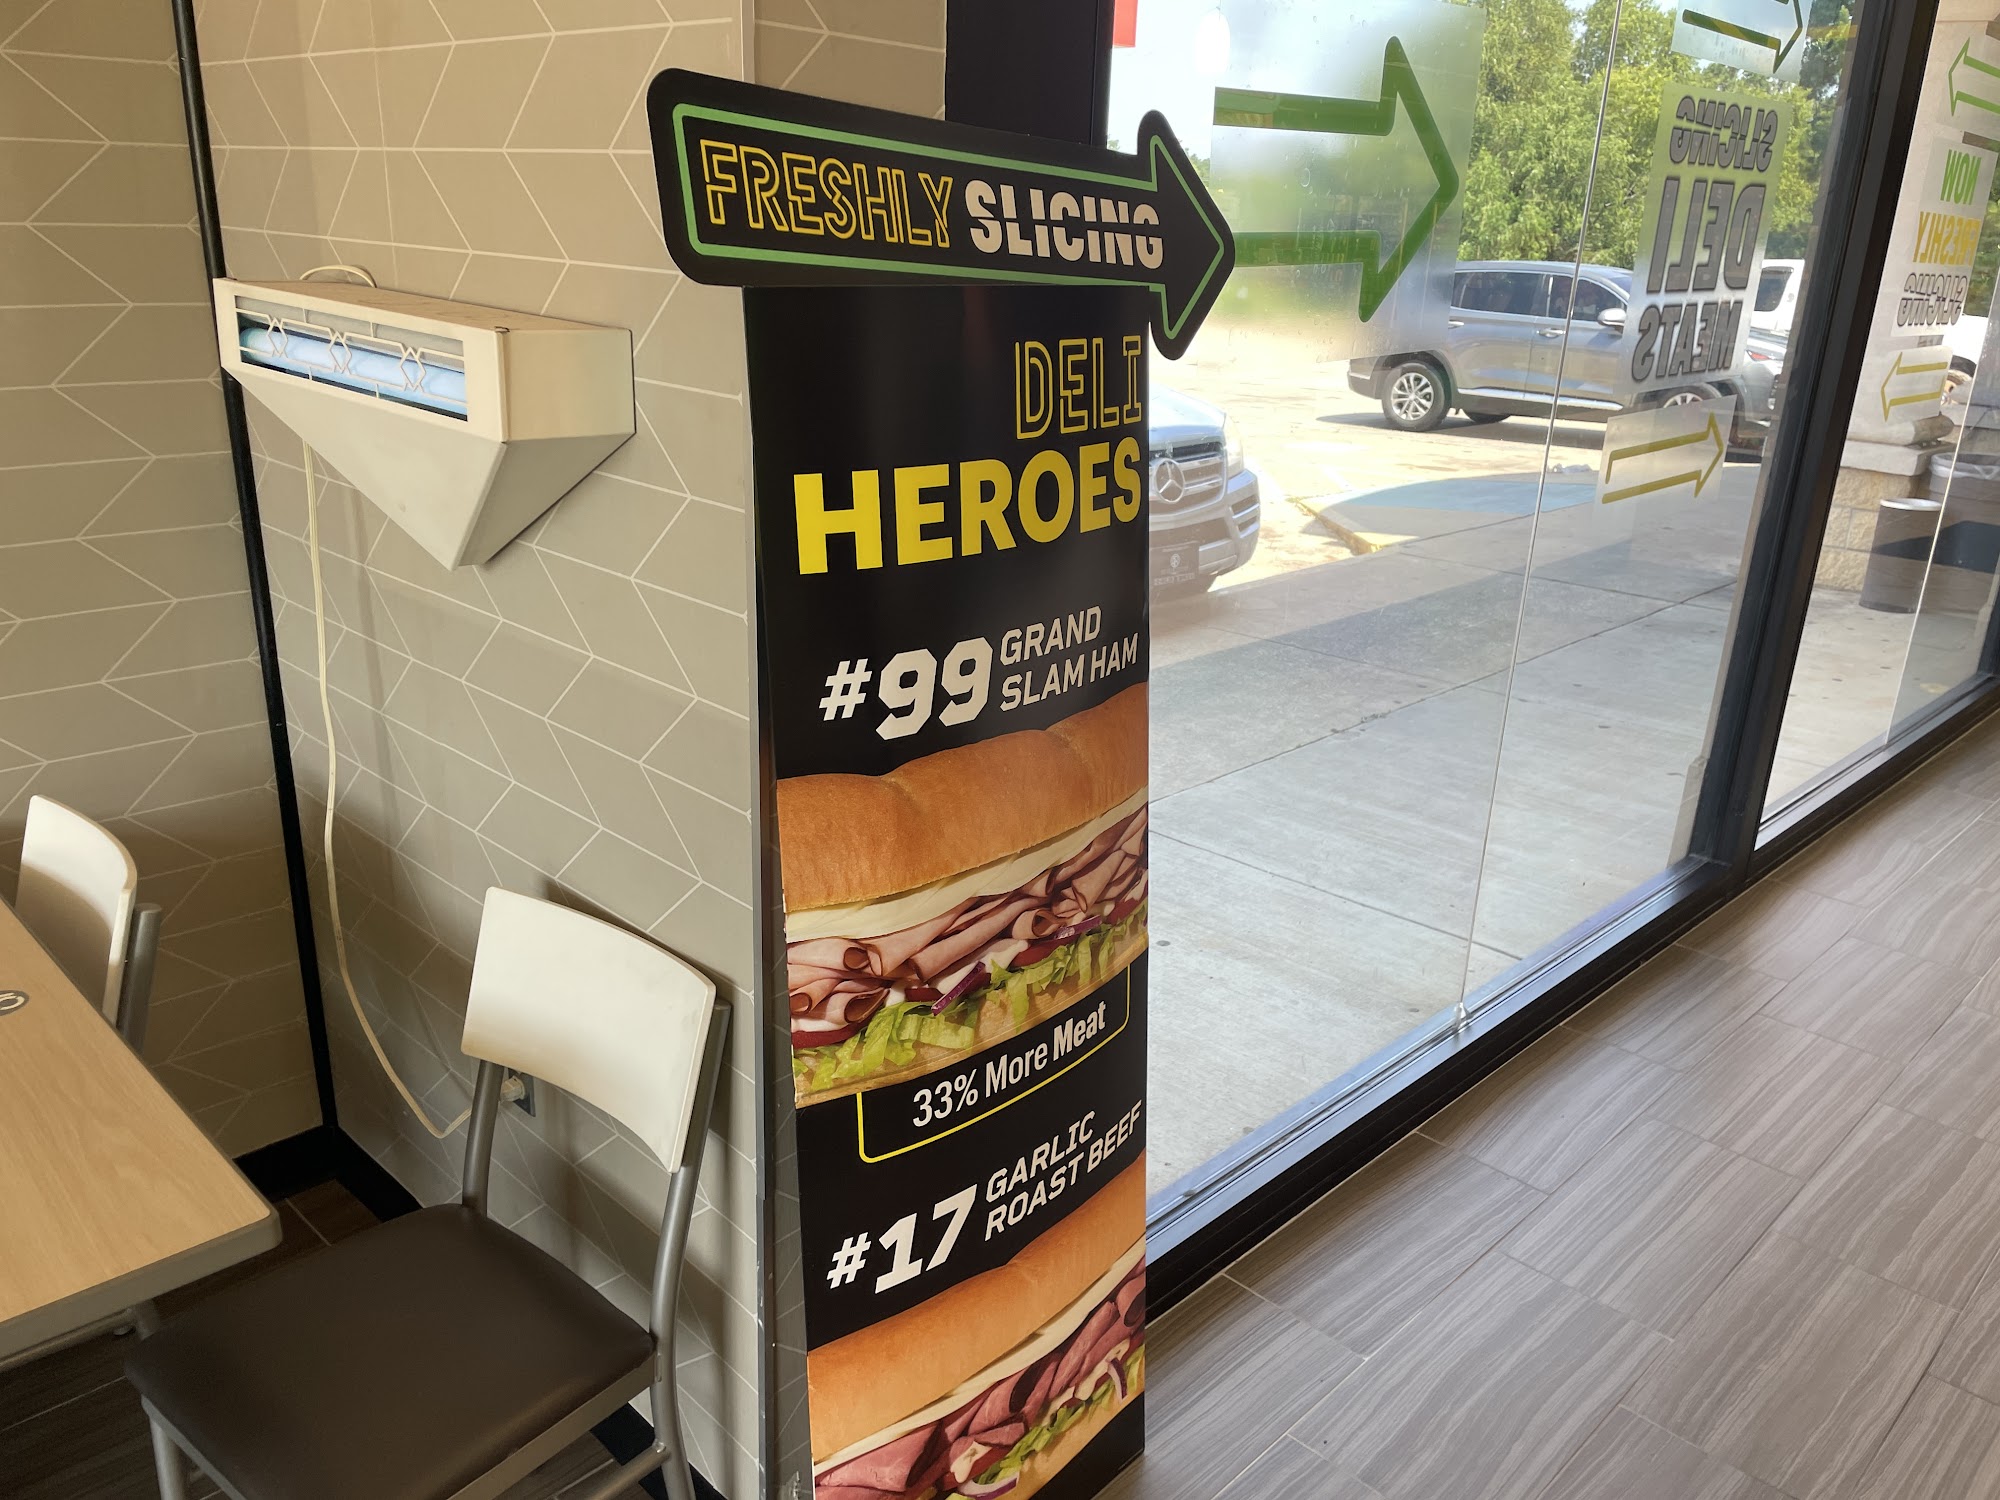 FRESHLY SLICING
DELI
HEROES
#99 GRAND
SLAM HAM
33% More Meat
#17 GARLIC
ROAST BEEF
SLICING
DELI
MEATS
NOW
FRESHLY
SLICING